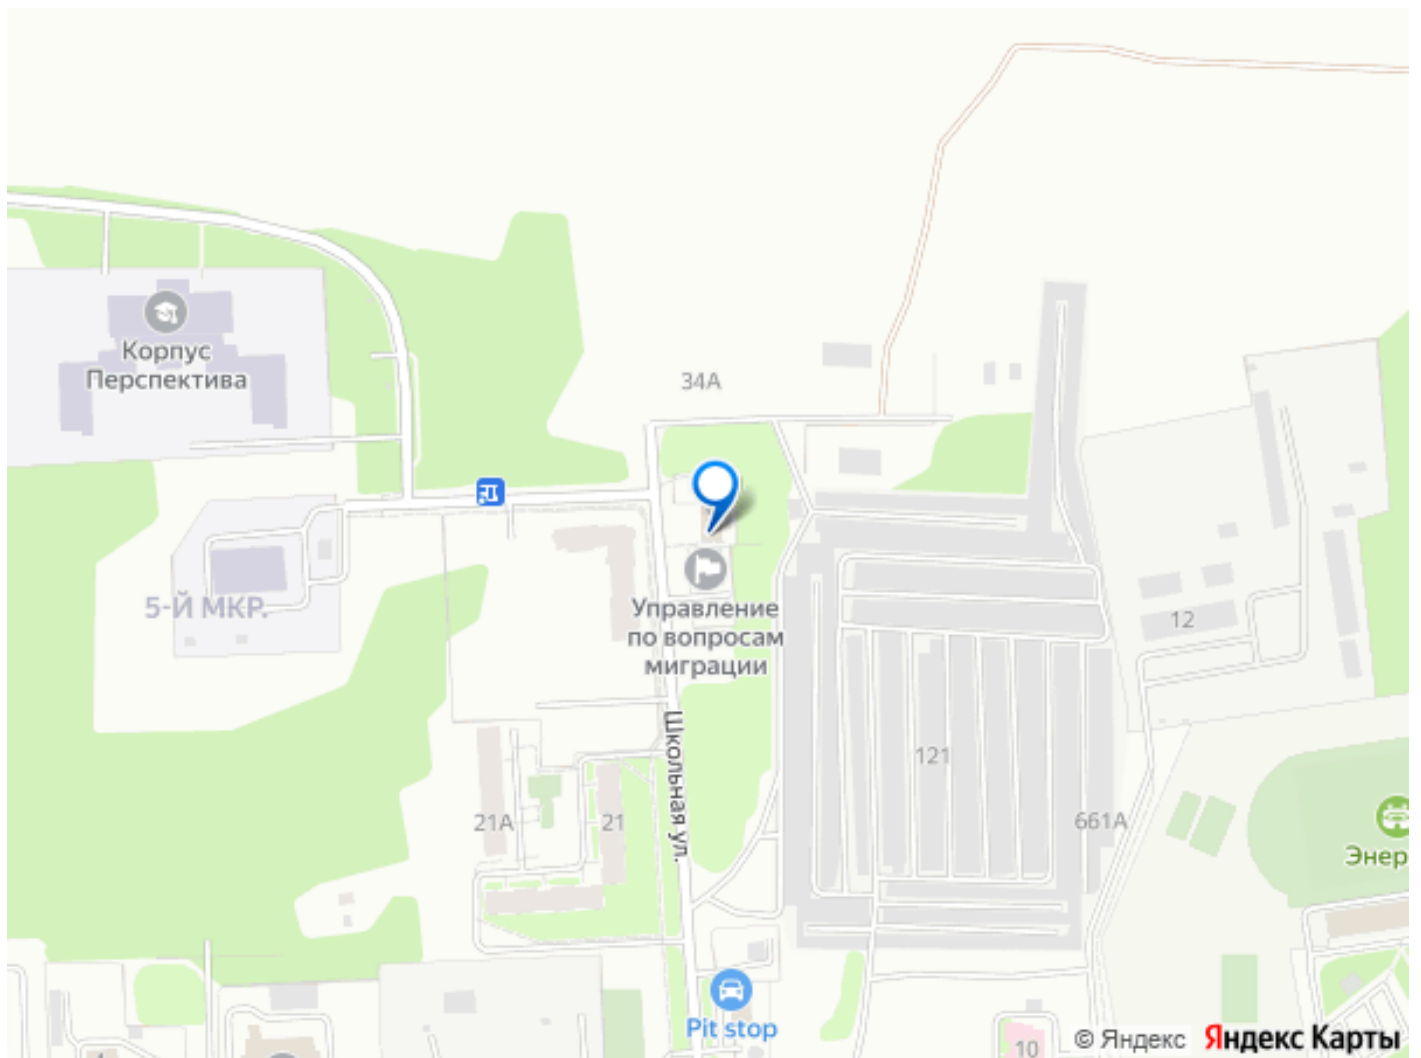 Корпус
Перспектива
34А
5-Й МКР.
Управление
по вопросам
миграции
12
Школьная ул.
121
21А
21
661А
Энер
Pit stop
10
© Яндекс Яндекс Карты